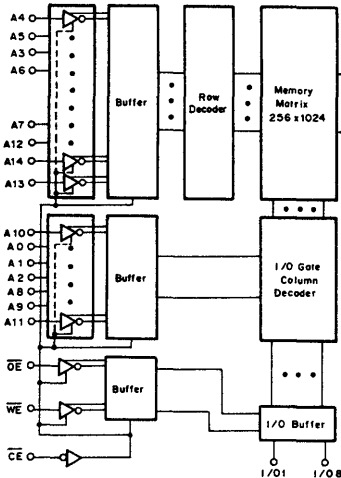 A4
A5
A3
A6
A7
A12
A14
A13
Buffer
Row
Decoder
Memory
Matrix
256 x 1024
A10
A0
A1
A2
A8
A9
A11
Buffer
I/O Gate
Column
Decoder
OE
WE
CE
Buffer
I/O Buffer
I/O1
I/O8